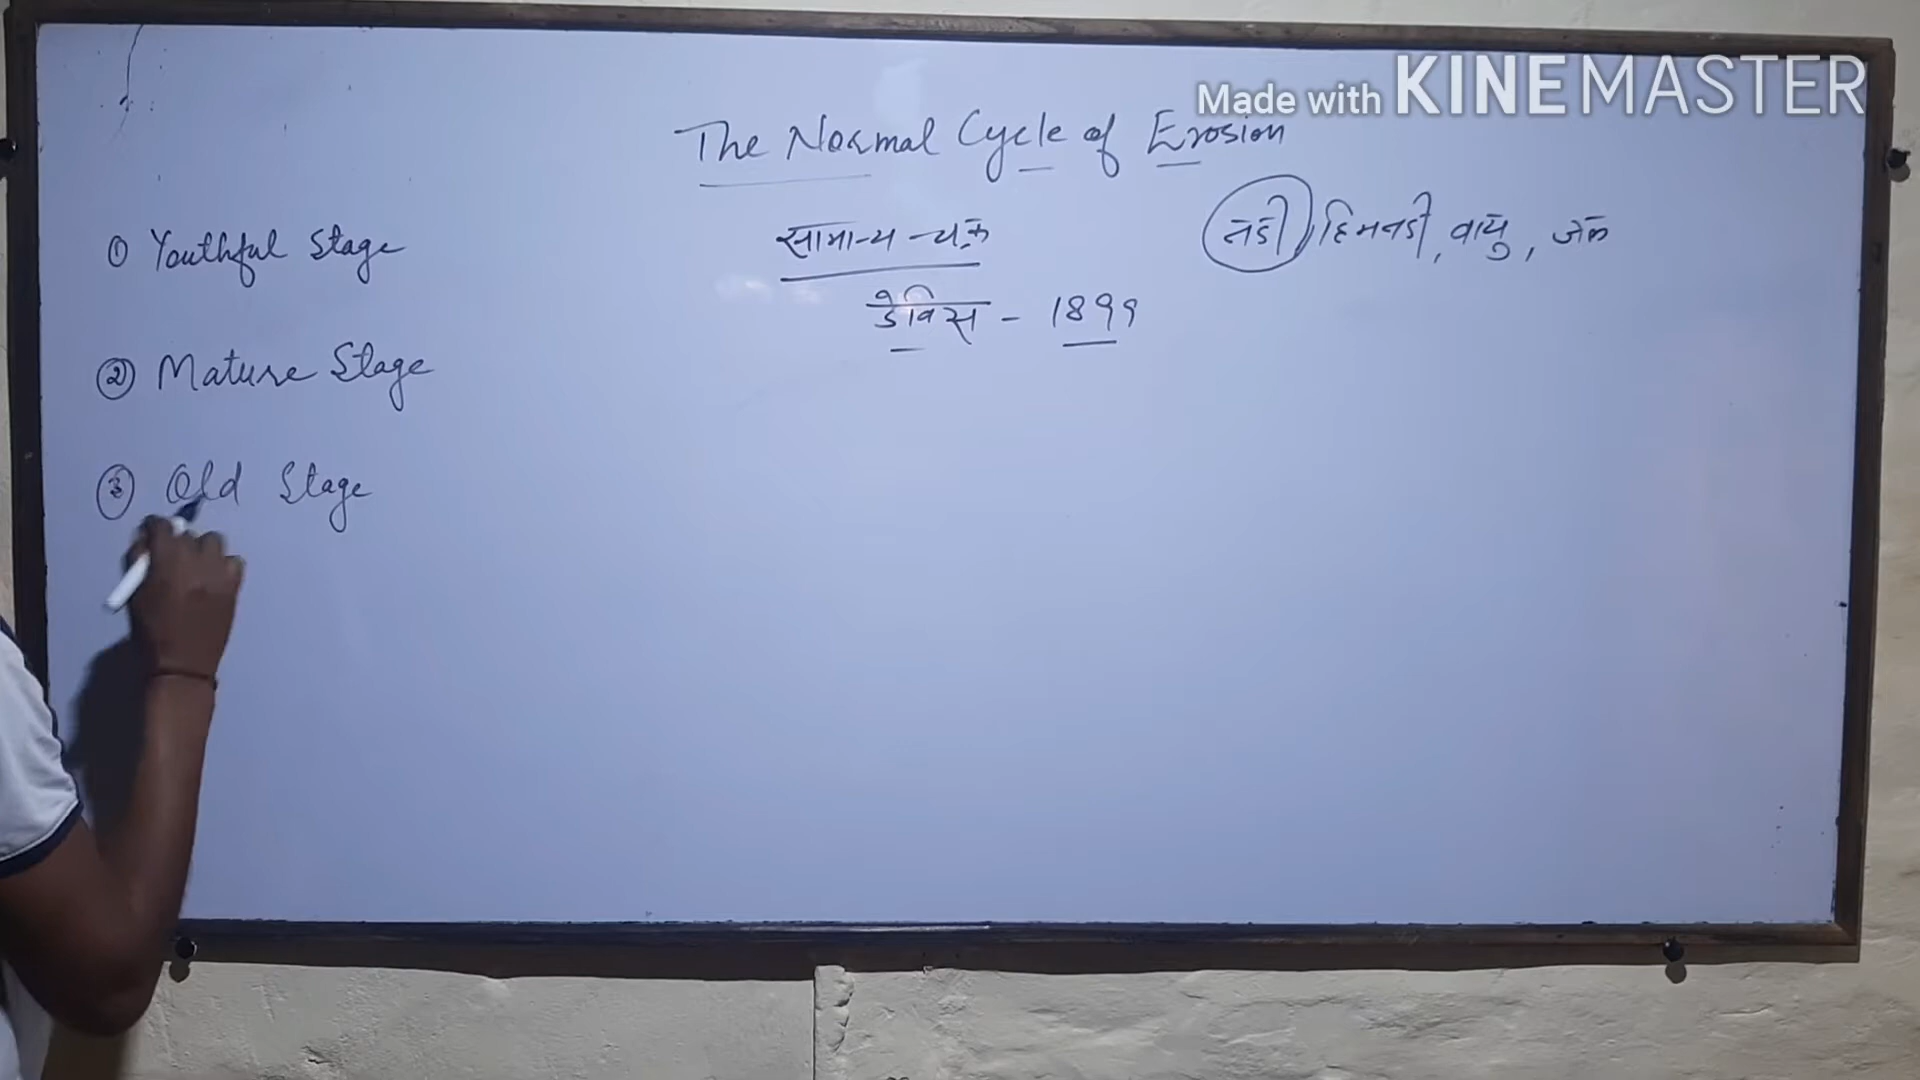 Made with KINEMASTER
The Normal Cycle of Erosion
① Youthful Stage
सामान्य चक्र
नदी, हिमनदी, वायु, जल
डेविस - 1899
② Mature Stage
③ Old Stage